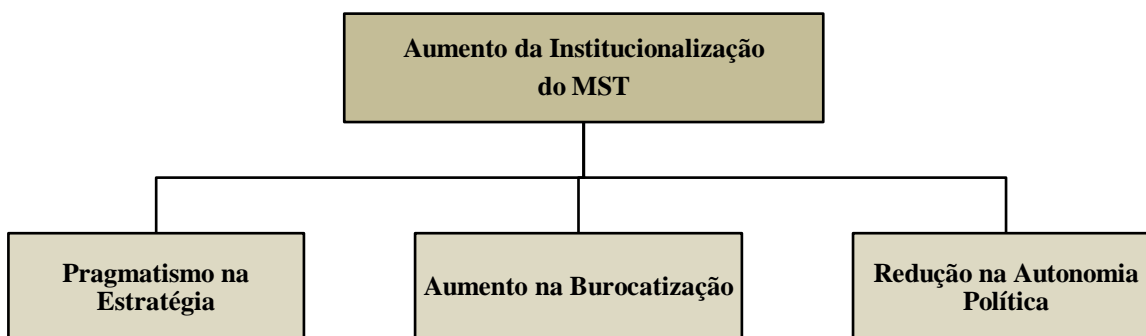 Aumento da Institucionalização
do MST
Pragmatismo na
Estratégia
Aumento na Burocatização
Redução na Autonomia
Política